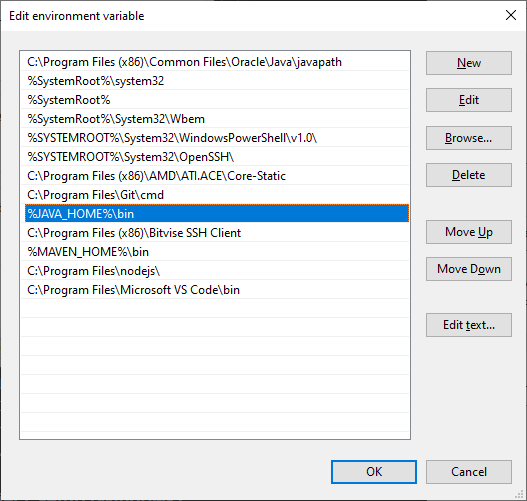 Edit environment variable
C:\Program Files (x86)\Common Files\Oracle\Java\javapath
%SystemRoot%\system32
%SystemRoot%
%SystemRoot%\System32\Wbem
%SYSTEMROOT%\System32\WindowsPowerShell\v1.0\
%SYSTEMROOT%\System32\OpenSSH\
C:\Program Files (x86)\AMD\ATI.ACE\Core-Static
C:\Program Files\Git\cmd
%JAVA_HOME%\bin
C:\Program Files (x86)\Bitvise SSH Client
%MAVEN_HOME%\bin
C:\Program Files\nodejs\
C:\Program Files\Microsoft VS Code\bin
New
Edit
Browse...
Delete
Move Up
Move Down
Edit text...
OK
Cancel